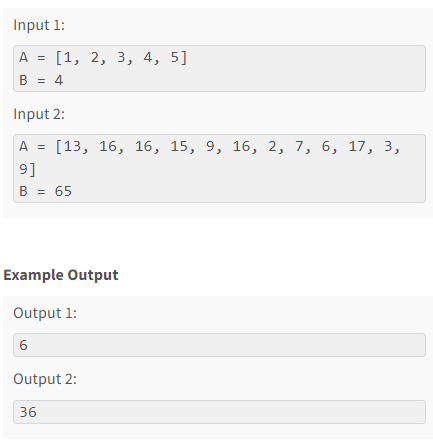 Input 1:
A = [1, 2, 3, 4, 5]
B = 4
Input 2:
A = [13, 16, 16, 15, 9, 16, 2, 7, 6, 17, 3,
9]
B = 65
Example Output
Output 1:
6
Output 2:
36